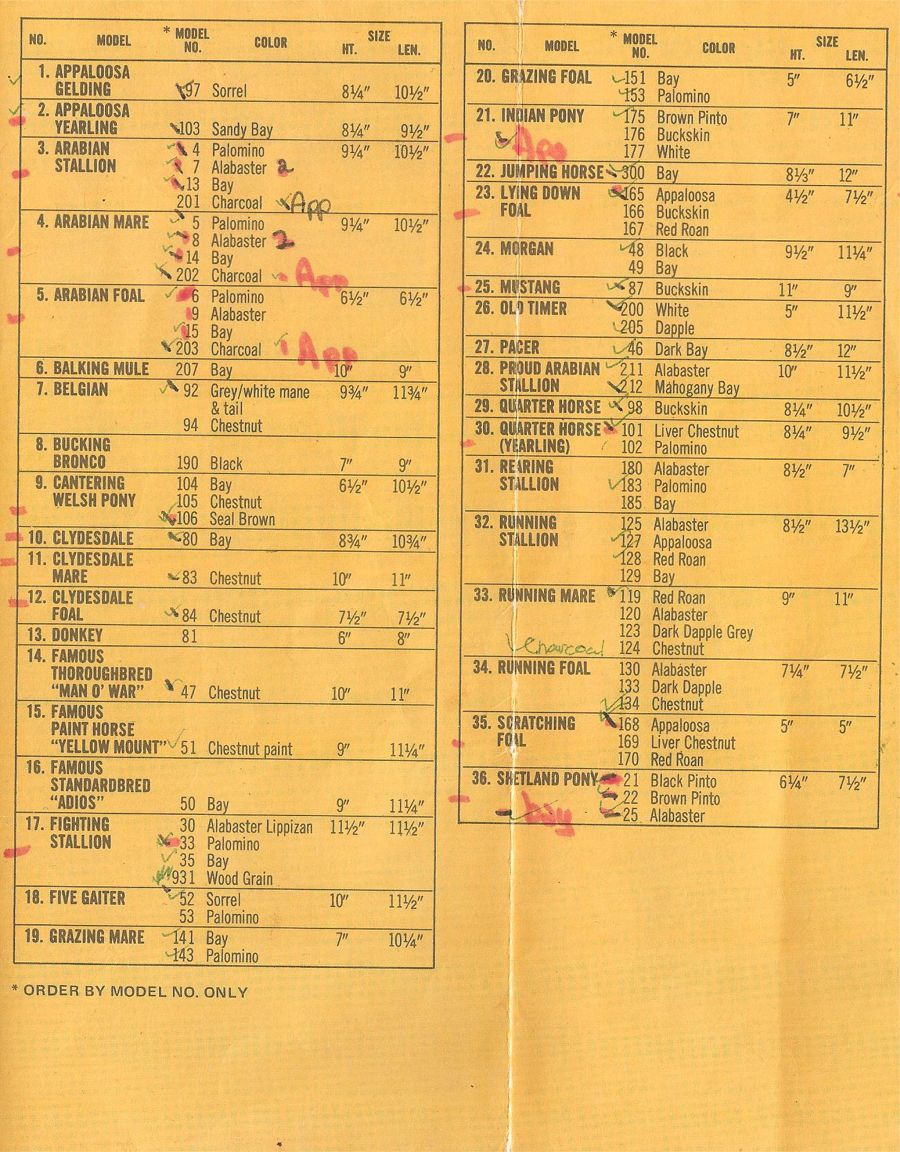 NO. MODEL * MODEL NO. COLOR SIZE HT. LEN.
1. APPALOOSA
GELDING 97 Sorrel 8¼" 10½"
2. APPALOOSA
YEARLING 103 Sandy Bay 8¼" 9½"
3. ARABIAN 4 Palomino 9¼" 10½"
STALLION 7 Alabaster 2
13 Bay
201 Charcoal App
4. ARABIAN MARE 5 Palomino 9¼" 10½"
8 Alabaster 2
14 Bay
202 Charcoal App
5. ARABIAN FOAL 6 Palomino 6½" 6½"
9 Alabaster
15 Bay
203 Charcoal App
6. BALKING MULE 207 Bay 10" 9"
7. BELGIAN 92 Grey/white mane 9¾" 11¾"
& tail
94 Chestnut
8. BUCKING
BRONCO 190 Black 7" 9"
9. CANTERING 104 Bay 6½" 10½"
WELSH PONY 105 Chestnut
106 Seal Brown
10. CLYDESDALE 80 Bay 8¾" 10¾"
11. CLYDESDALE
MARE 83 Chestnut 10" 11"
12. CLYDESDALE
FOAL 84 Chestnut 7½" 7½"
13. DONKEY 81 6" 8"
14. FAMOUS
THOROUGHBRED
"MAN O' WAR" 47 Chestnut 10" 11"
15. FAMOUS
PAINT HORSE
"YELLOW MOUNT" 51 Chestnut paint 9" 11¼"
16. FAMOUS
STANDARDBRED
"ADIOS" 50 Bay 9" 11¼"
17. FIGHTING 30 Alabaster Lippizan 11½" 11½"
STALLION 33 Palomino
35 Bay
931 Wood Grain
18. FIVE GAITER 52 Sorrel 10" 11½"
53 Palomino
19. GRAZING MARE 141 Bay 7" 10¼"
143 Palomino
* ORDER BY MODEL NO. ONLY
NO. MODEL * MODEL NO. COLOR SIZE HT. LEN.
20. GRAZING FOAL 151 Bay 5" 6½"
153 Palomino
21. INDIAN PONY 175 Brown Pinto 7" 11"
176 Buckskin
App 177 White
22. JUMPING HORSE 300 Bay 8⅓" 12"
23. LYING DOWN 165 Appaloosa 4½" 7½"
FOAL 166 Buckskin
167 Red Roan
24. MORGAN 48 Black 9½" 11¼"
49 Bay
25. MUSTANG 87 Buckskin 11" 9"
26. OLD TIMER 200 White 5" 11½"
205 Dapple
27. PACER 46 Dark Bay 8½" 12"
28. PROUD ARABIAN 211 Alabaster 10" 11½"
STALLION 212 Mahogany Bay
29. QUARTER HORSE 98 Buckskin 8¼" 10½"
30. QUARTER HORSE 101 Liver Chestnut 8¼" 9½"
(YEARLING) 102 Palomino
31. REARING 180 Alabaster 8½" 7"
STALLION 183 Palomino
185 Bay
32. RUNNING 125 Alabaster 8½" 13½"
STALLION 127 Appaloosa
128 Red Roan
129 Bay
33. RUNNING MARE 119 Red Roan 9" 11"
120 Alabaster
123 Dark Dapple Grey
Charcoal 124 Chestnut
34. RUNNING FOAL 130 Alabaster 7¼" 7½"
133 Dark Dapple
134 Chestnut
35. SCRATCHING 168 Appaloosa 5" 5"
FOAL 169 Liver Chestnut
170 Red Roan
36. SHETLAND PONY 21 Black Pinto 6¼" 7½"
22 Brown Pinto
bay 25 Alabaster